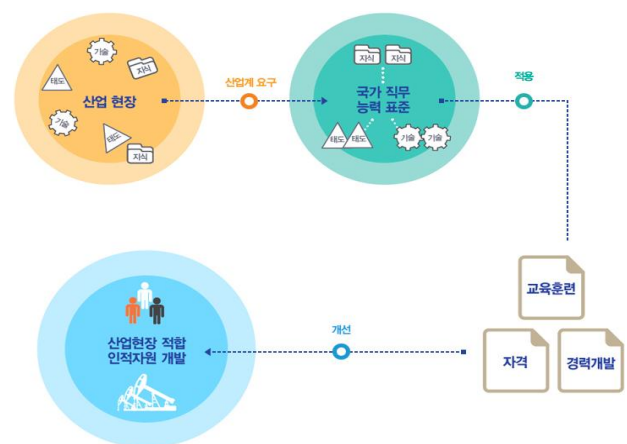 기술
지식
태도
산업 현장
기술
태도
지식
산업계 요구
지식 지식
국가 직무
능력 표준
태도 태도
기술 기술
적용
교육훈련
자격
경력개발
개선
산업현장 적합
인적자원 개발